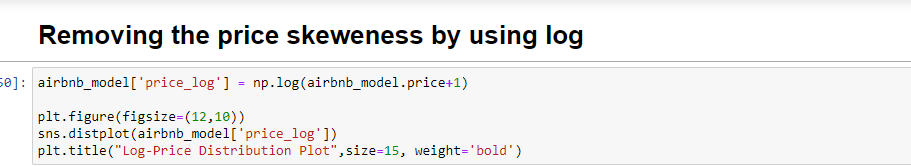 Removing the price skeweness by using log
50]: airbnb_model['price_log'] = np.log(airbnb_model.price+1)
plt.figure(figsize=(12,10))
sns.distplot(airbnb_model['price_log'])
plt.title("Log-Price Distribution Plot",size=15, weight='bold')